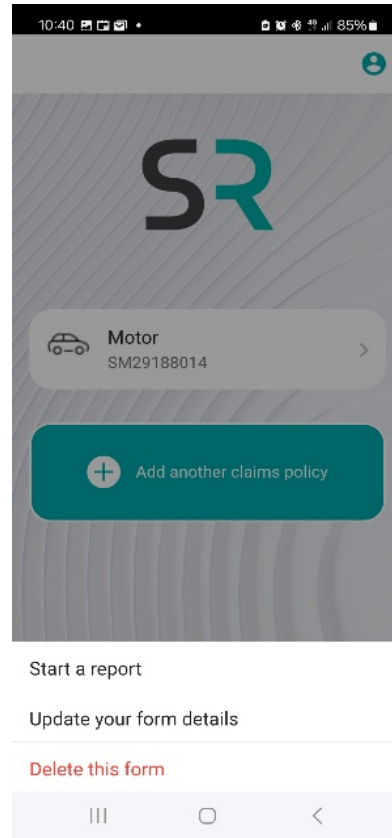 10:40 85%
SR
Motor
SM29188014
Add another claims policy
Start a report
Update your form details
Delete this form